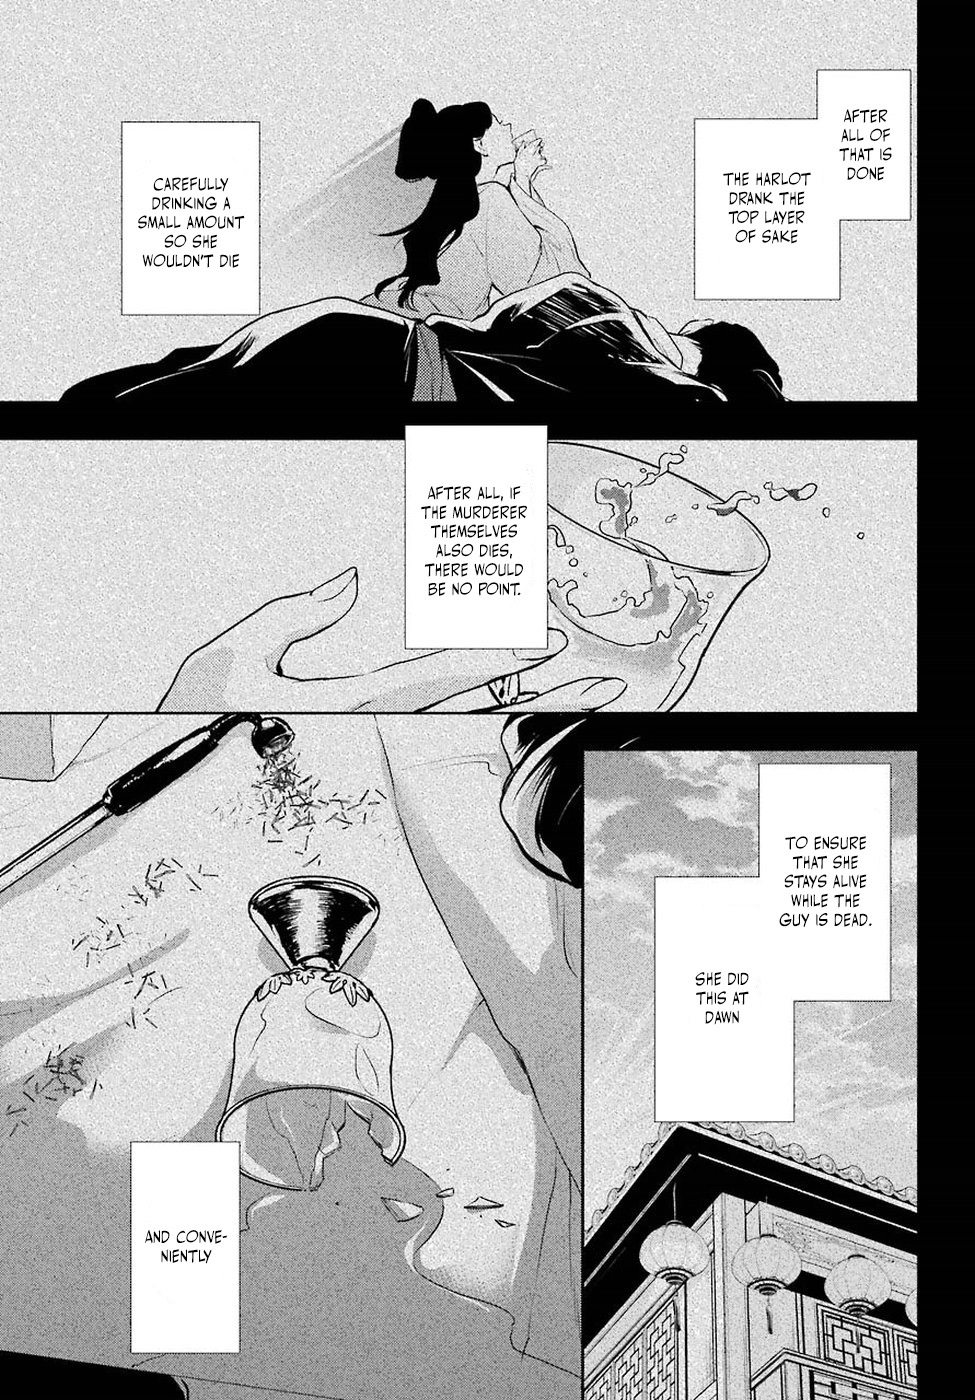 AFTER
ALL OF
THAT IS
DONE
THE HARLOT
DRANK THE
TOP LAYER
OF SAKE
CAREFULLY
DRINKING A
SMALL AMOUNT
SO SHE
WOULDN'T DIE
AFTER ALL, IF
THE MURDERER
THEMSELVES
ALSO DIES,
THERE WOULD
BE NO POINT.
TO ENSURE
THAT SHE
STAYS ALIVE
WHILE THE
GUY IS DEAD.
SHE DID
THIS AT
DAWN
AND CONVE-
NIENTLY